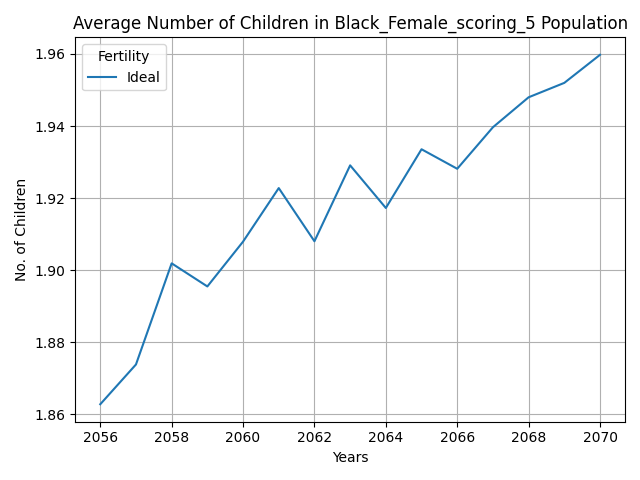 Average Number of Children in Black_Female_scoring_5 Population
Fertility
Ideal
1.96
1.94
1.92
1.90
1.88
1.86
No. of Children
2056 2058 2060 2062 2064 2066 2068 2070
Years